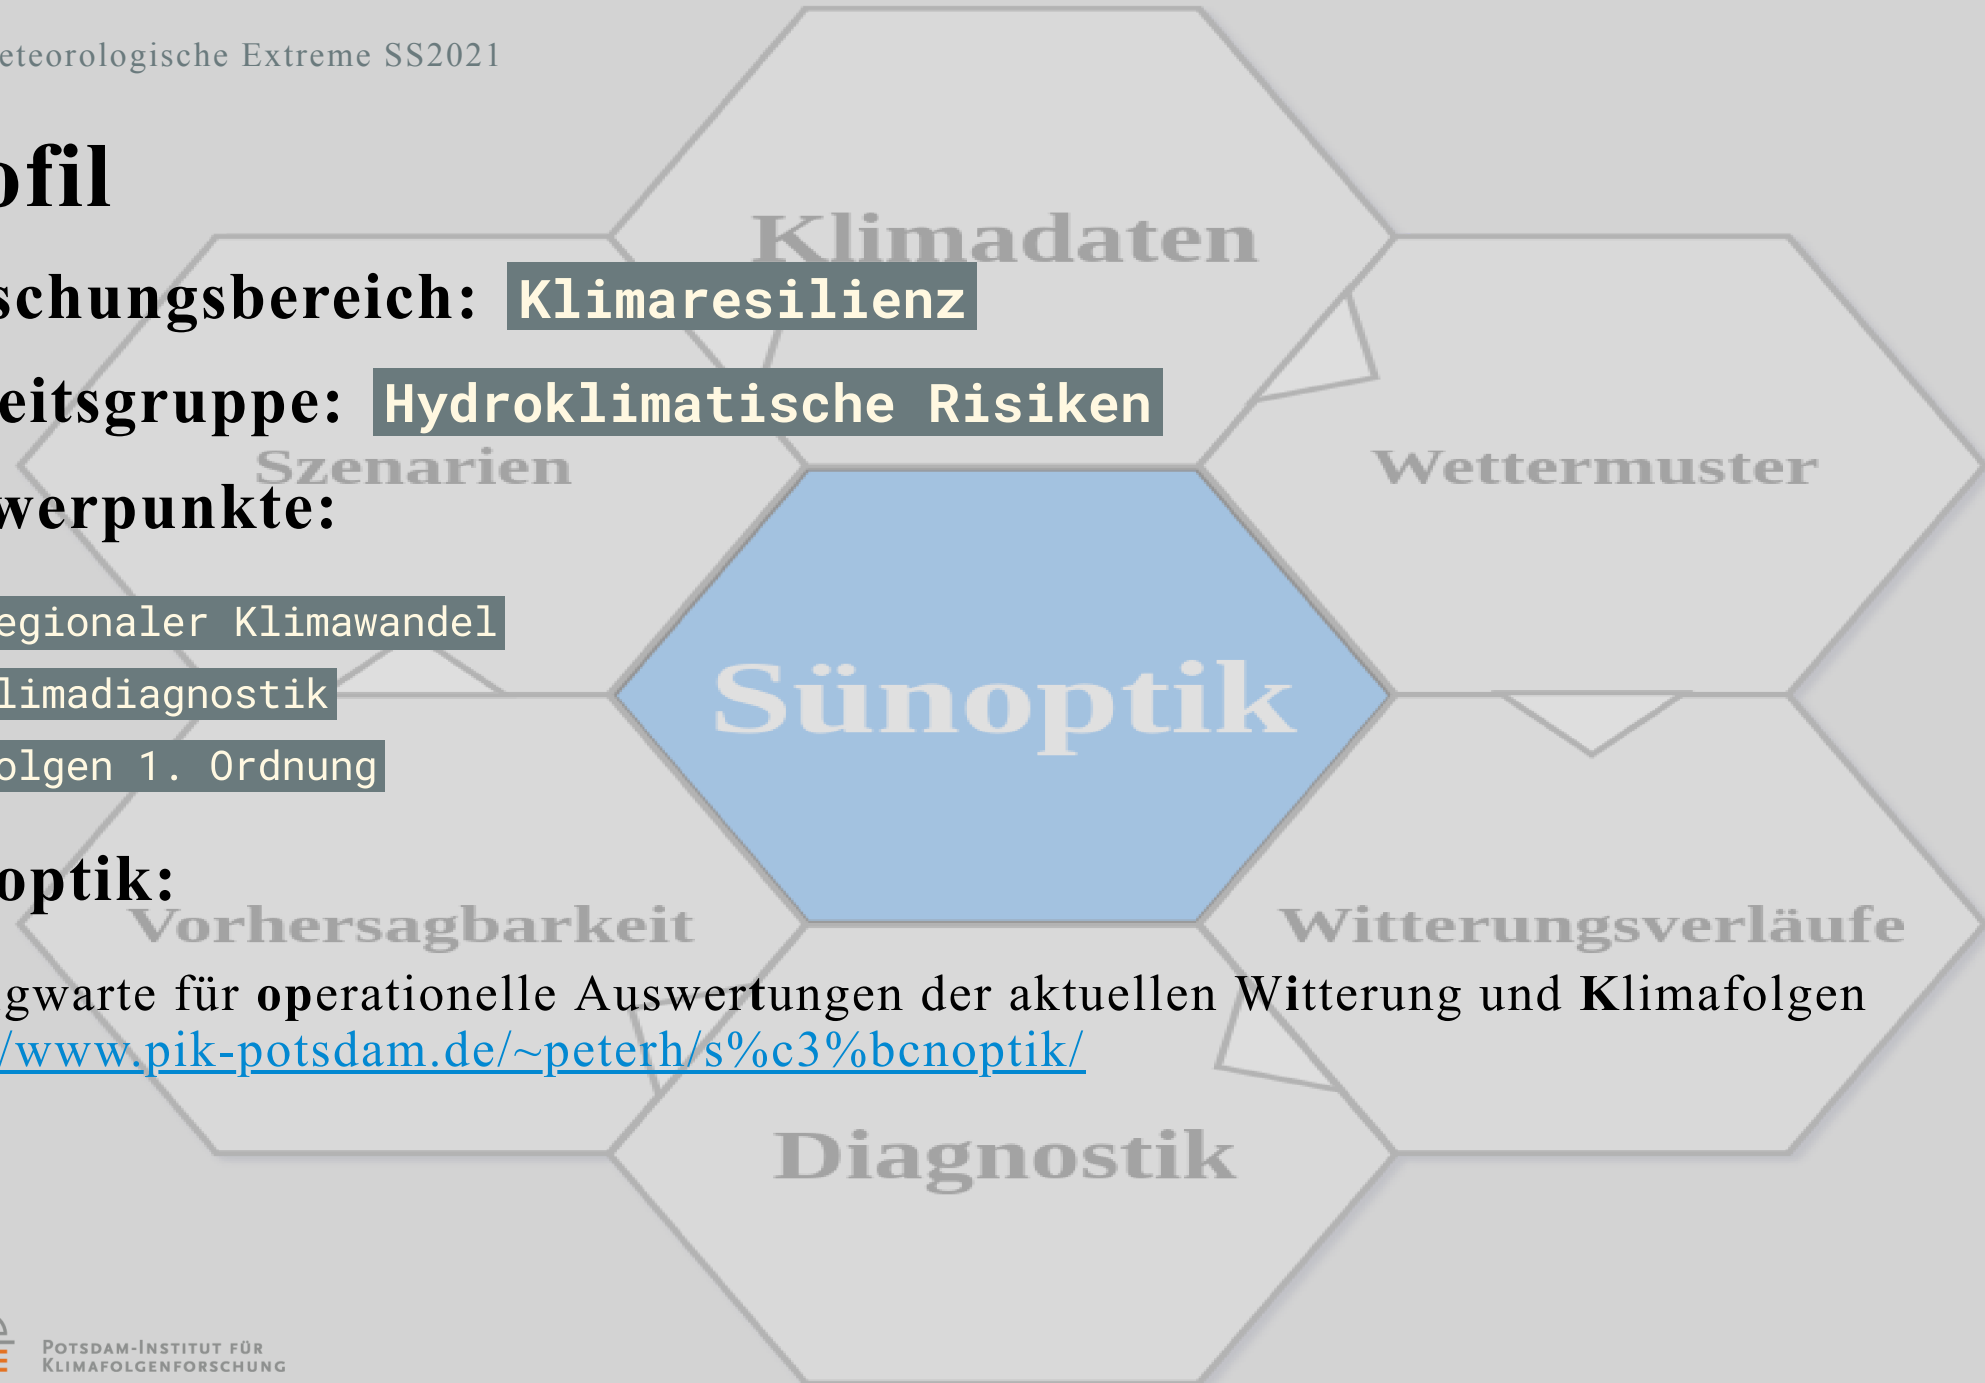 eteorologische Extreme SS2021
ofil
Klimadaten
schungsbereich: Klimaresilienz
eitsgruppe: Hydroklimatische Risiken
Szenarien
Wettermuster
werpunkte:
egionaler Klimawandel
limadiagnostik
Sünoptik
olgen 1. Ordnung
optik:
Vorhersagbarkeit
Witterungsverläufe
gwarte für operationelle Auswertungen der aktuellen Witterung und Klimafolgen
/www.pik-potsdam.de/~peterh/s%c3%bcnoptik/
Diagnostik
Potsdam-Institut für
Klimafolgenforschung